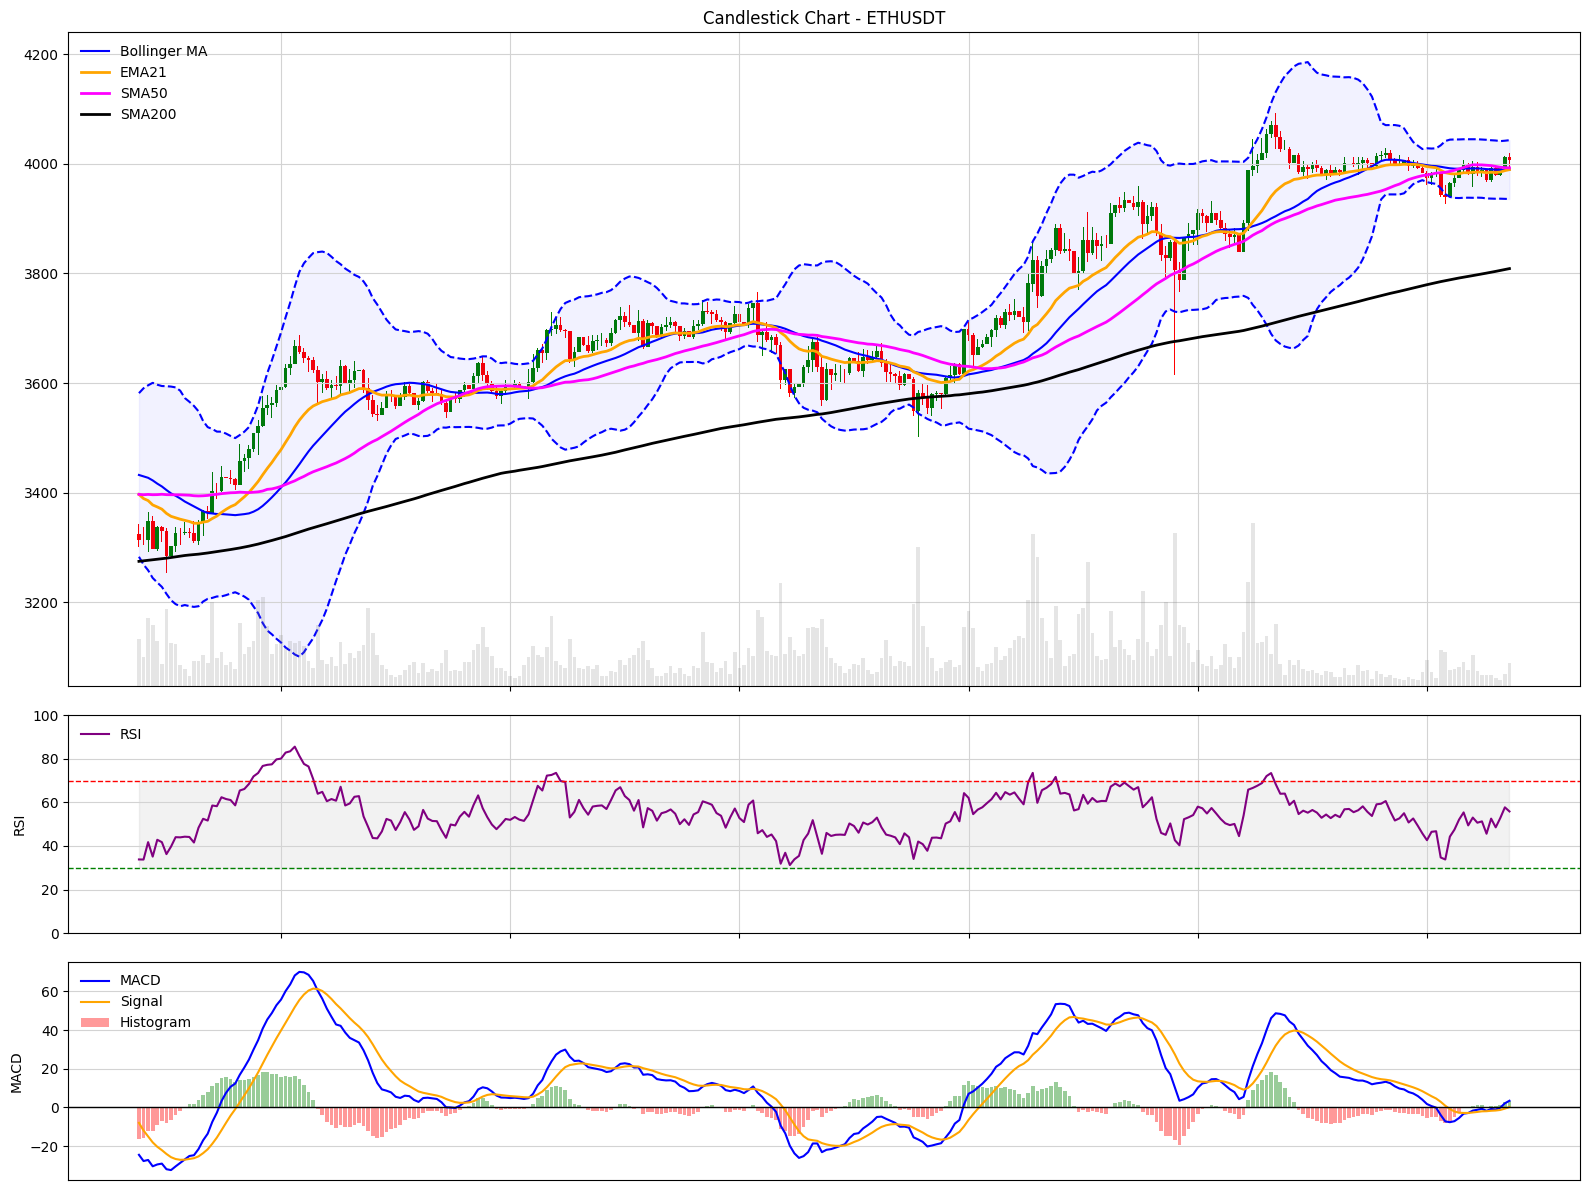 Candlestick Chart - ETHUSDT
Bollinger MA
EMA21
SMA50
SMA200
4200
4000
3800
3600
3400
3200
RSI
RSI
100
80
60
40
20
0
MACD
Signal
Histogram
MACD
60
40
20
0
−20